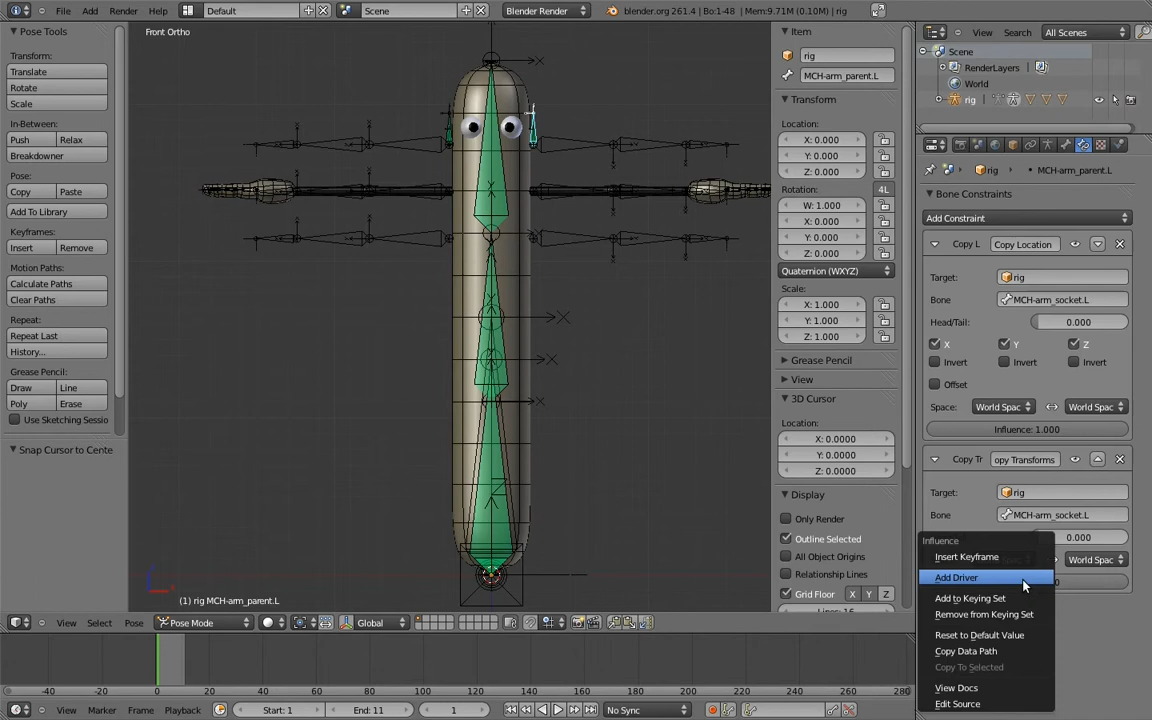 File Add Render Help Default Scene Blender Render blender.org 261.4 | Bo:1-48 | Mem:9.71M (0.10M) | rig
Pose Tools
Transform:
Translate
Rotate
Scale
In-Between:
Push Relax
Breakdowner
Pose:
Copy Paste
Add To Library
Keyframes:
Insert Remove
Motion Paths:
Calculate Paths
Clear Paths
Repeat:
Repeat Last
History...
Grease Pencil:
Draw Line
Poly Erase
Use Sketching Sessio
Snap Cursor to Cente
Front Ortho
(1) rig MCH-arm_parent.L
View Select Pose Pose Mode Global
Item
rig
MCH-arm_parent.L
Transform
Location:
X: 0.000
Y: 0.000
Z: 0.000
Rotation: 4L
W: 1.000
X: 0.000
Y: 0.000
Z: 0.000
Quaternion (WXYZ)
Scale:
X: 1.000
Y: 1.000
Z: 1.000
Grease Pencil
View
3D Cursor
Location:
X: 0.0000
Y: 0.0000
Z: 0.0000
Display
Only Render
Outline Selected
All Object Origins
Relationship Lines
Grid Floor X Y Z
View Search All Scenes
Scene
RenderLayers
World
rig
rig MCH-arm_parent.L
Bone Constraints
Add Constraint
Copy L Copy Location
Target: rig
Bone MCH-arm_socket.L
Head/Tail: 0.000
X Y Z
Invert Invert Invert
Offset
Space: World Spac World Spac
Influence: 1.000
Copy Tr opy Transforms
Target: rig
Bone MCH-arm_socket.L
0.000
World Spac
Influence
Insert Keyframe
Add Driver
Add to Keying Set
Remove from Keying Set
Reset to Default Value
Copy Data Path
Copy To Selected
View Docs
Edit Source
-40 -20 0 20 40 60 80 100 120 140 160 180 200 220 240 260 280
View Marker Frame Playback Start: 1 End: 11 1 No Sync